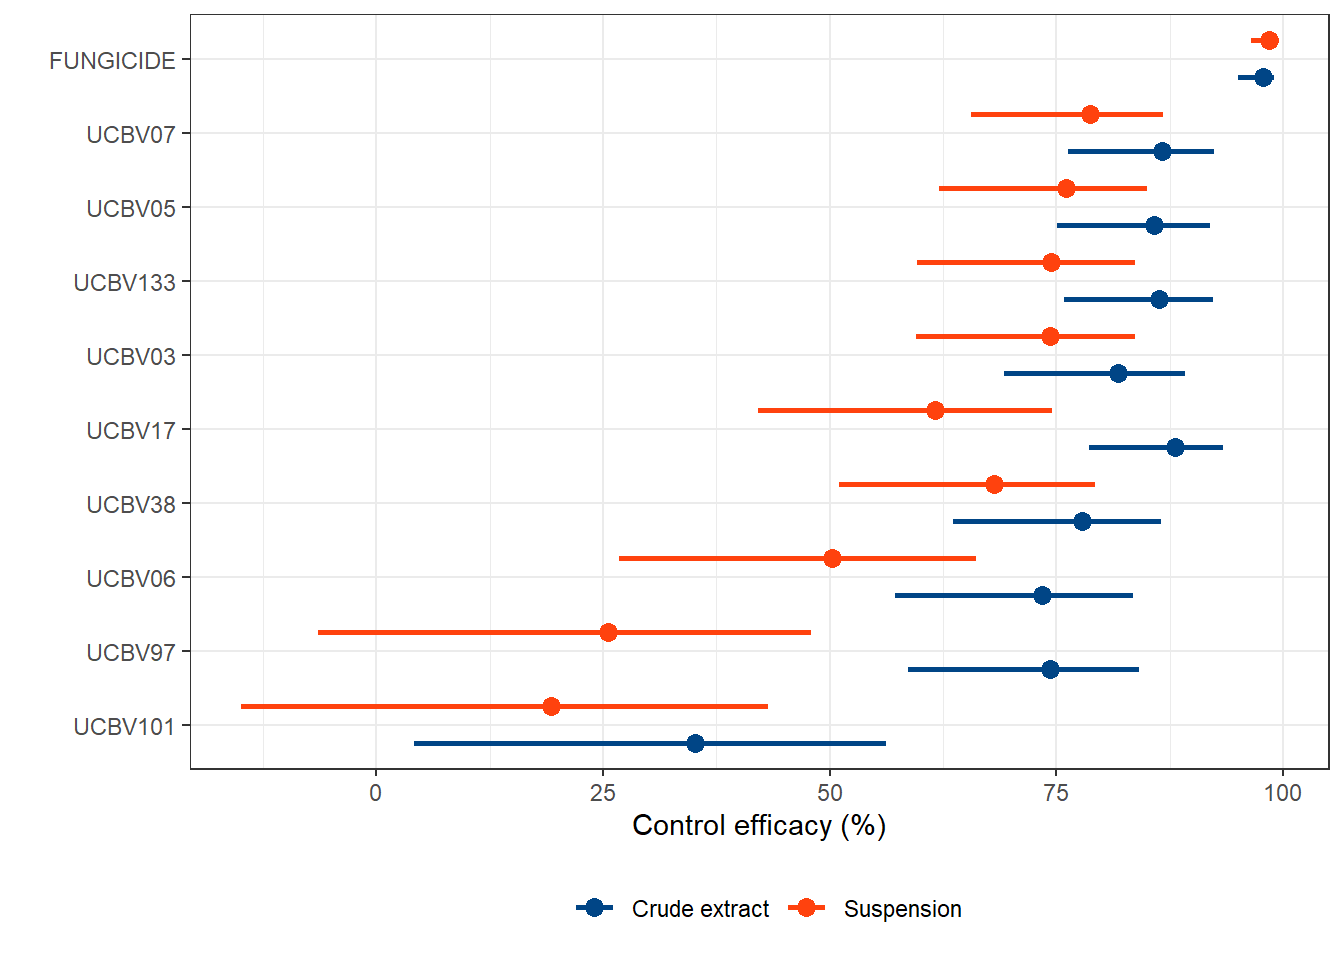 FUNGICIDE
UCBV07
UCBV05
UCBV133
UCBV03
UCBV17
UCBV38
UCBV06
UCBV97
UCBV101
0 25 50 75 100
Control efficacy (%)
Crude extract Suspension